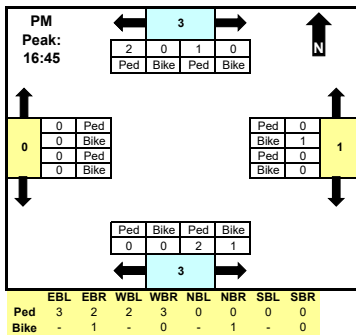 PM
Peak:
16:45
3
N
2 0 1 0
Ped Bike Ped Bike
0
0 Ped
0 Bike
0 Ped
0 Bike
Ped 0
Bike 1
Ped 0
Bike 0
1
Ped Bike Ped Bike
0 0 2 1
3
EBL EBR WBL WBR NBL NBR SBL SBR
Ped 3 2 2 3 0 0 0 0
Bike - 1 - 0 - 1 - 0